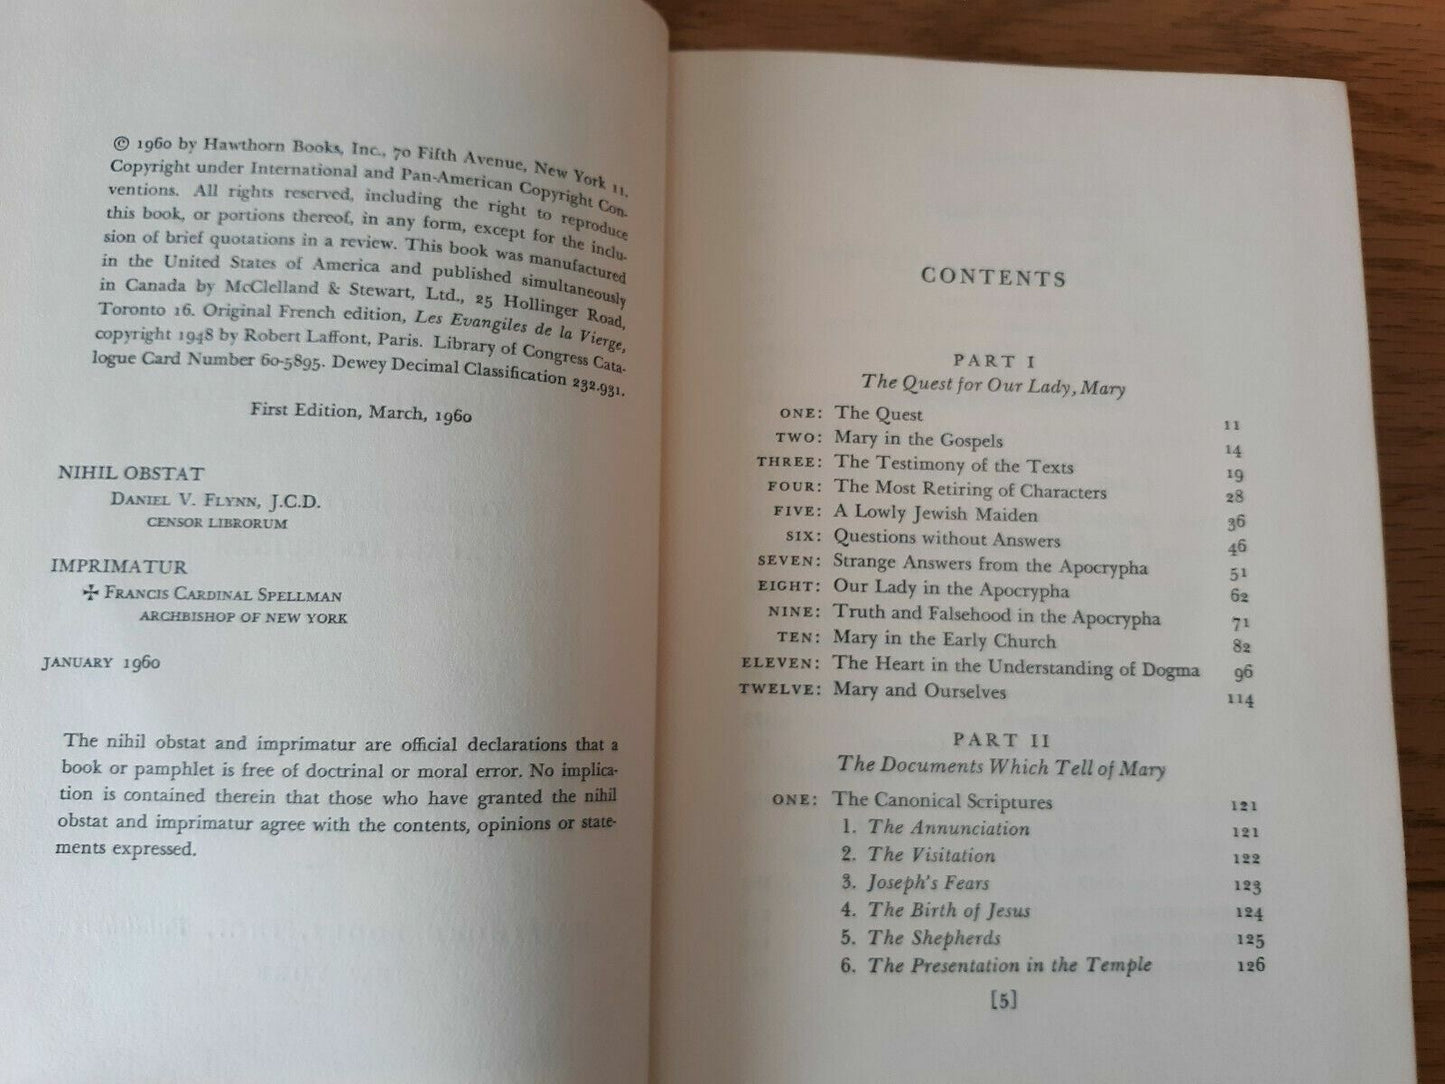 © 1960 by Hawthorn Books, Inc., 70 Fifth Avenue, New York 11.
Copyright under International and Pan-American Copyright Con-
ventions. All rights reserved, including the right to reproduce
this book, or portions thereof, in any form, except for the inclu-
sion of brief quotations in a review. This book was manufactured
in the United States of America and published simultaneously
in Canada by McClelland & Stewart, Ltd., 25 Hollinger Road,
Toronto 16. Original French edition, Les Evangiles de la Vierge,
copyright 1948 by Robert Laffont, Paris. Library of Congress Cata-
logue Card Number 60-5895. Dewey Decimal Classification 232.931.
First Edition, March, 1960
NIHIL OBSTAT
DANIEL V. FLYNN, J.C.D.
CENSOR LIBRORUM
IMPRIMATUR
✠ FRANCIS CARDINAL SPELLMAN
ARCHBISHOP OF NEW YORK
JANUARY 1960
The nihil obstat and imprimatur are official declarations that a
book or pamphlet is free of doctrinal or moral error. No implica-
tion is contained therein that those who have granted the nihil
obstat and imprimatur agree with the contents, opinions or state-
ments expressed.
CONTENTS
PART I
The Quest for Our Lady, Mary
ONE: The Quest 11
TWO: Mary in the Gospels 14
THREE: The Testimony of the Texts 19
FOUR: The Most Retiring of Characters 28
FIVE: A Lowly Jewish Maiden 36
SIX: Questions without Answers 46
SEVEN: Strange Answers from the Apocrypha 51
EIGHT: Our Lady in the Apocrypha 62
NINE: Truth and Falsehood in the Apocrypha 71
TEN: Mary in the Early Church 82
ELEVEN: The Heart in the Understanding of Dogma 96
TWELVE: Mary and Ourselves 114
PART II
The Documents Which Tell of Mary
ONE: The Canonical Scriptures 121
1. The Annunciation 121
2. The Visitation 122
3. Joseph's Fears 123
4. The Birth of Jesus 124
5. The Shepherds 125
6. The Presentation in the Temple 126
[5]